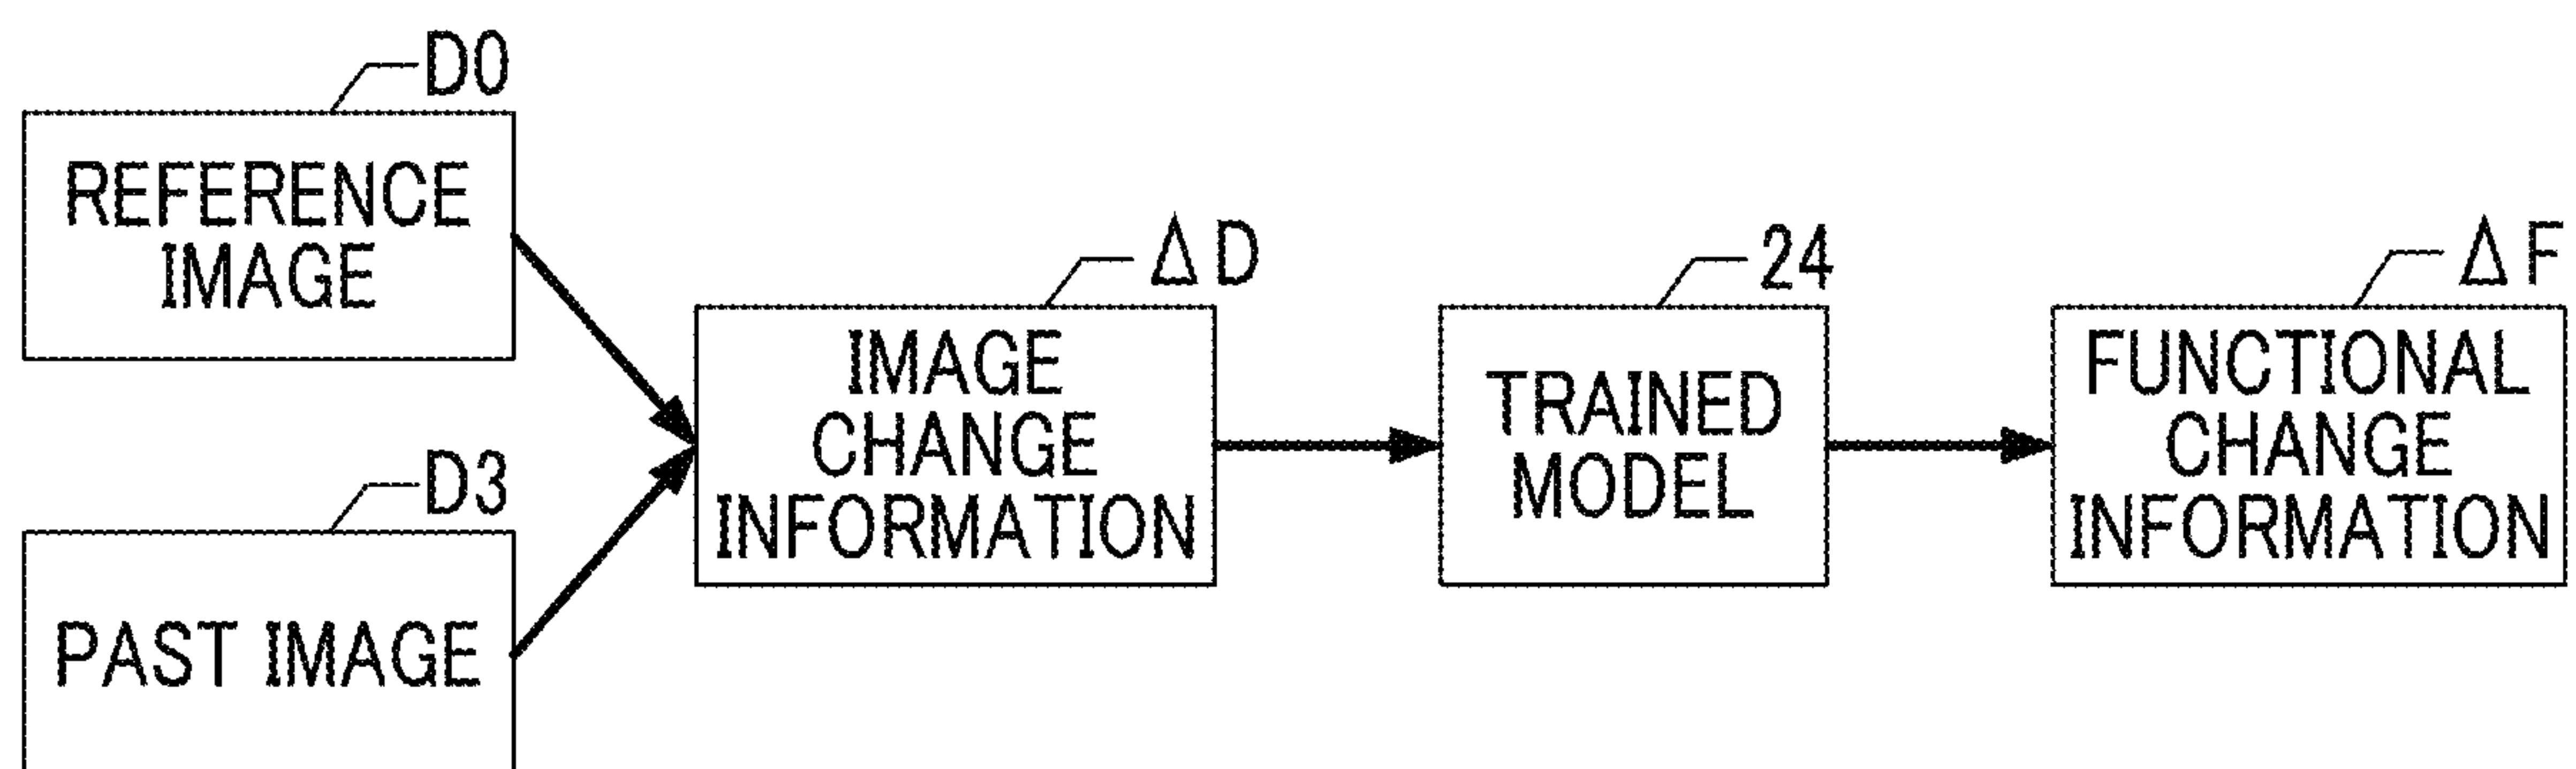 D0
REFERENCE
IMAGE
D3
PAST IMAGE
ΔD
IMAGE
CHANGE
INFORMATION
24
TRAINED
MODEL
ΔF
FUNCTIONAL
CHANGE
INFORMATION